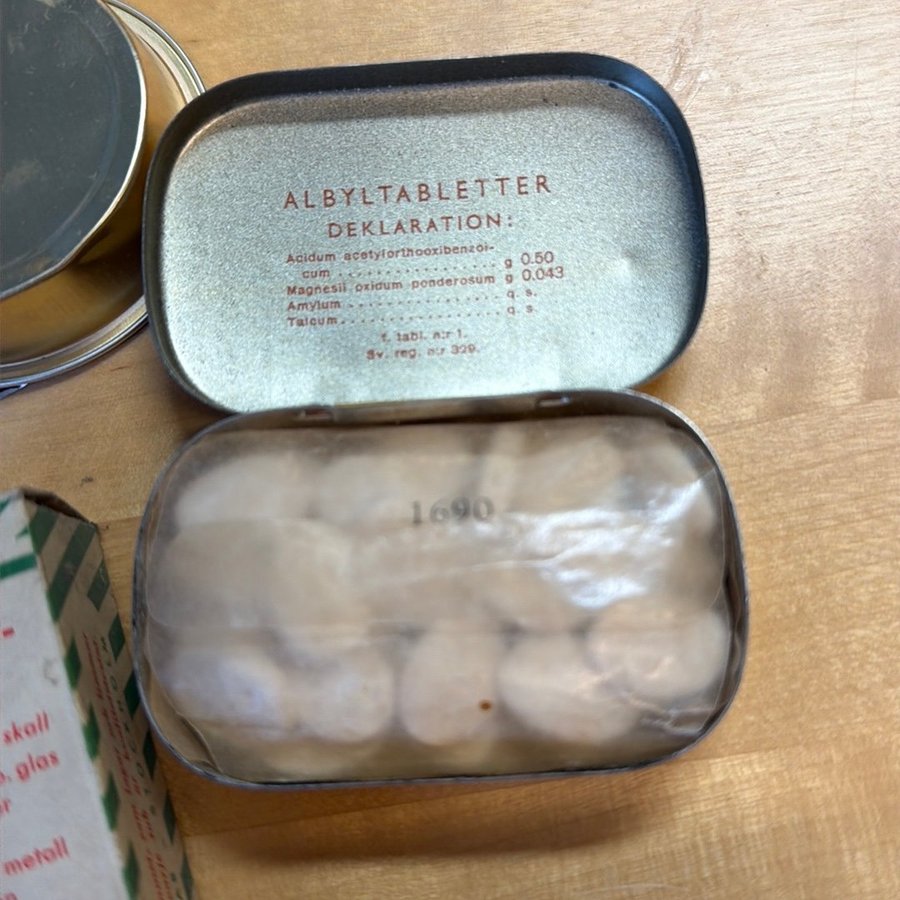 ALBYLTABLETTER
DEKLARATION:
Acidum acetylorthooxibenzoi-
cum . . . . . . . . . . . . . . . . . g 0.50
Magnesii oxidum ponderosum g 0.043
Amylum . . . . . . . . . . . . . . . . q. s.
Talcum . . . . . . . . . . . . . . . . . q. s.
f. tabl. n:r 1.
Sv. reg. n:r 329.
1690
skall
glas
metall